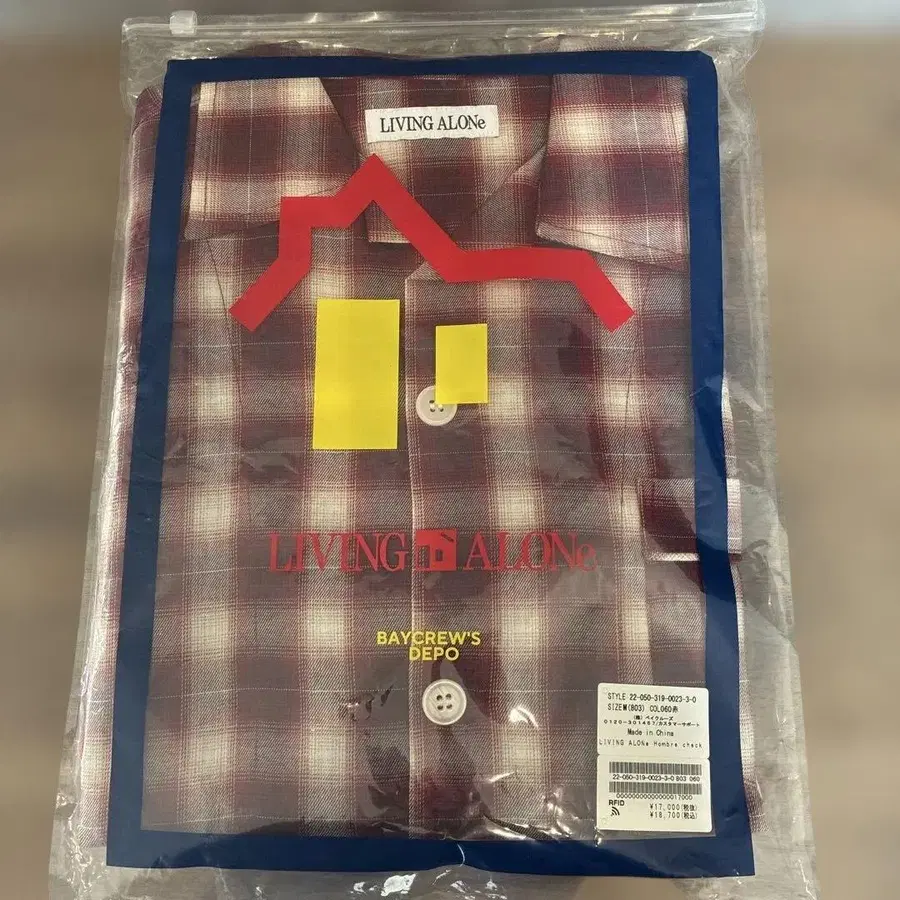 LIVING ALONe
LIVING ALONe
BAYCREW'S
DEPO
STYLE 22-050-319-0023-3-0
SIZE M(803) COL060赤
(株)ベイクルーズ
0120-301457/カスタマーサポート
Made in China
LIVING ALONe Hombre check
22-050-319-0023-3-0 803 060
00000000000000017000
RFID
¥17,000(税抜)
¥18,700(税込)